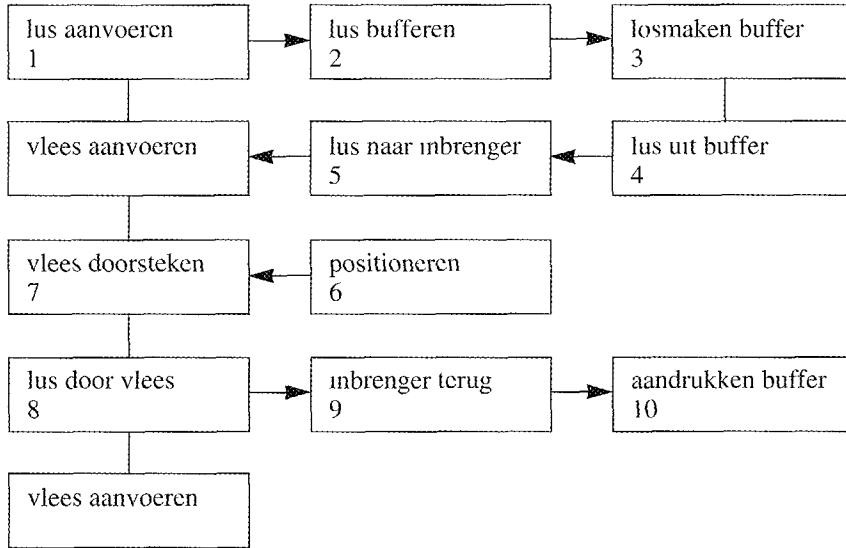 lus aanvoeren
1
lus bufferen
2
losmaken buffer
3
vlees aanvoeren
lus naar inbrenger
5
lus uit buffer
4
vlees doorsteken
7
positioneren
6
lus door vlees
8
inbrenger terug
9
aandrukken buffer
10
vlees aanvoeren